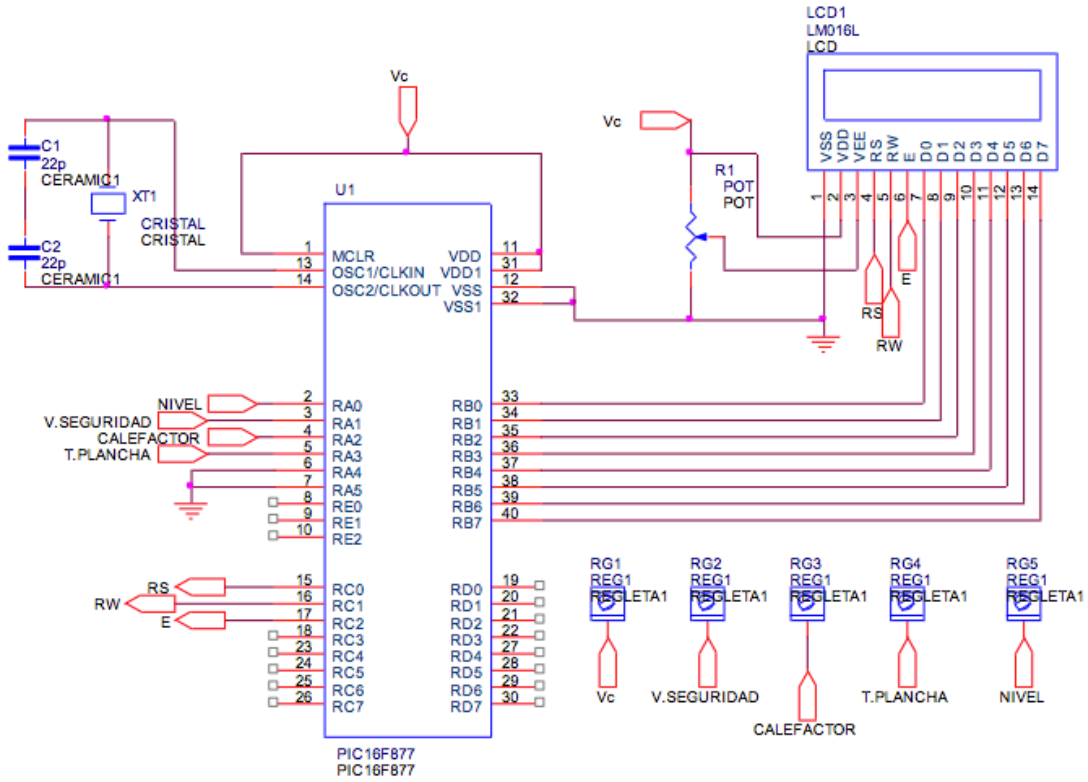 LCD1
LM016L
LCD
VSS VDD VEE RS RW E D0 D1 D2 D3 D4 D5 D6 D7
1 2 3 4 5 6 7 8 9 10 11 12 13 14
Vc
Vc
C1
22p
CERAMIC1
XT1
CRISTAL
CRISTAL
C2
22p
CERAMIC1
R1
POT
POT
RS
RW
E
U1
1 MCLR VDD 11
13 OSC1/CLKIN VDD1 31
14 OSC2/CLKOUT VSS 12
VSS1 32
NIVEL 2 RA0 RB0 33
V.SEGURIDAD 3 RA1 RB1 34
CALEFACTOR 4 RA2 RB2 35
T.PLANCHA 5 RA3 RB3 36
6 RA4 RB4 37
7 RA5 RB5 38
8 RE0 RB6 39
9 RE1 RB7 40
10 RE2
RS 15 RC0 RD0 19
RW 16 RC1 RD1 20
E 17 RC2 RD2 21
18 RC3 RD3 22
23 RC4 RD4 27
24 RC5 RD5 28
25 RC6 RD6 29
26 RC7 RD7 30
PIC16F877
PIC16F877
RG1
REG1
REGLETA1
Vc
RG2
REG1
REGLETA1
V.SEGURIDAD
RG3
REG1
REGLETA1
CALEFACTOR
RG4
REG1
REGLETA1
T.PLANCHA
RG5
REG1
REGLETA1
NIVEL